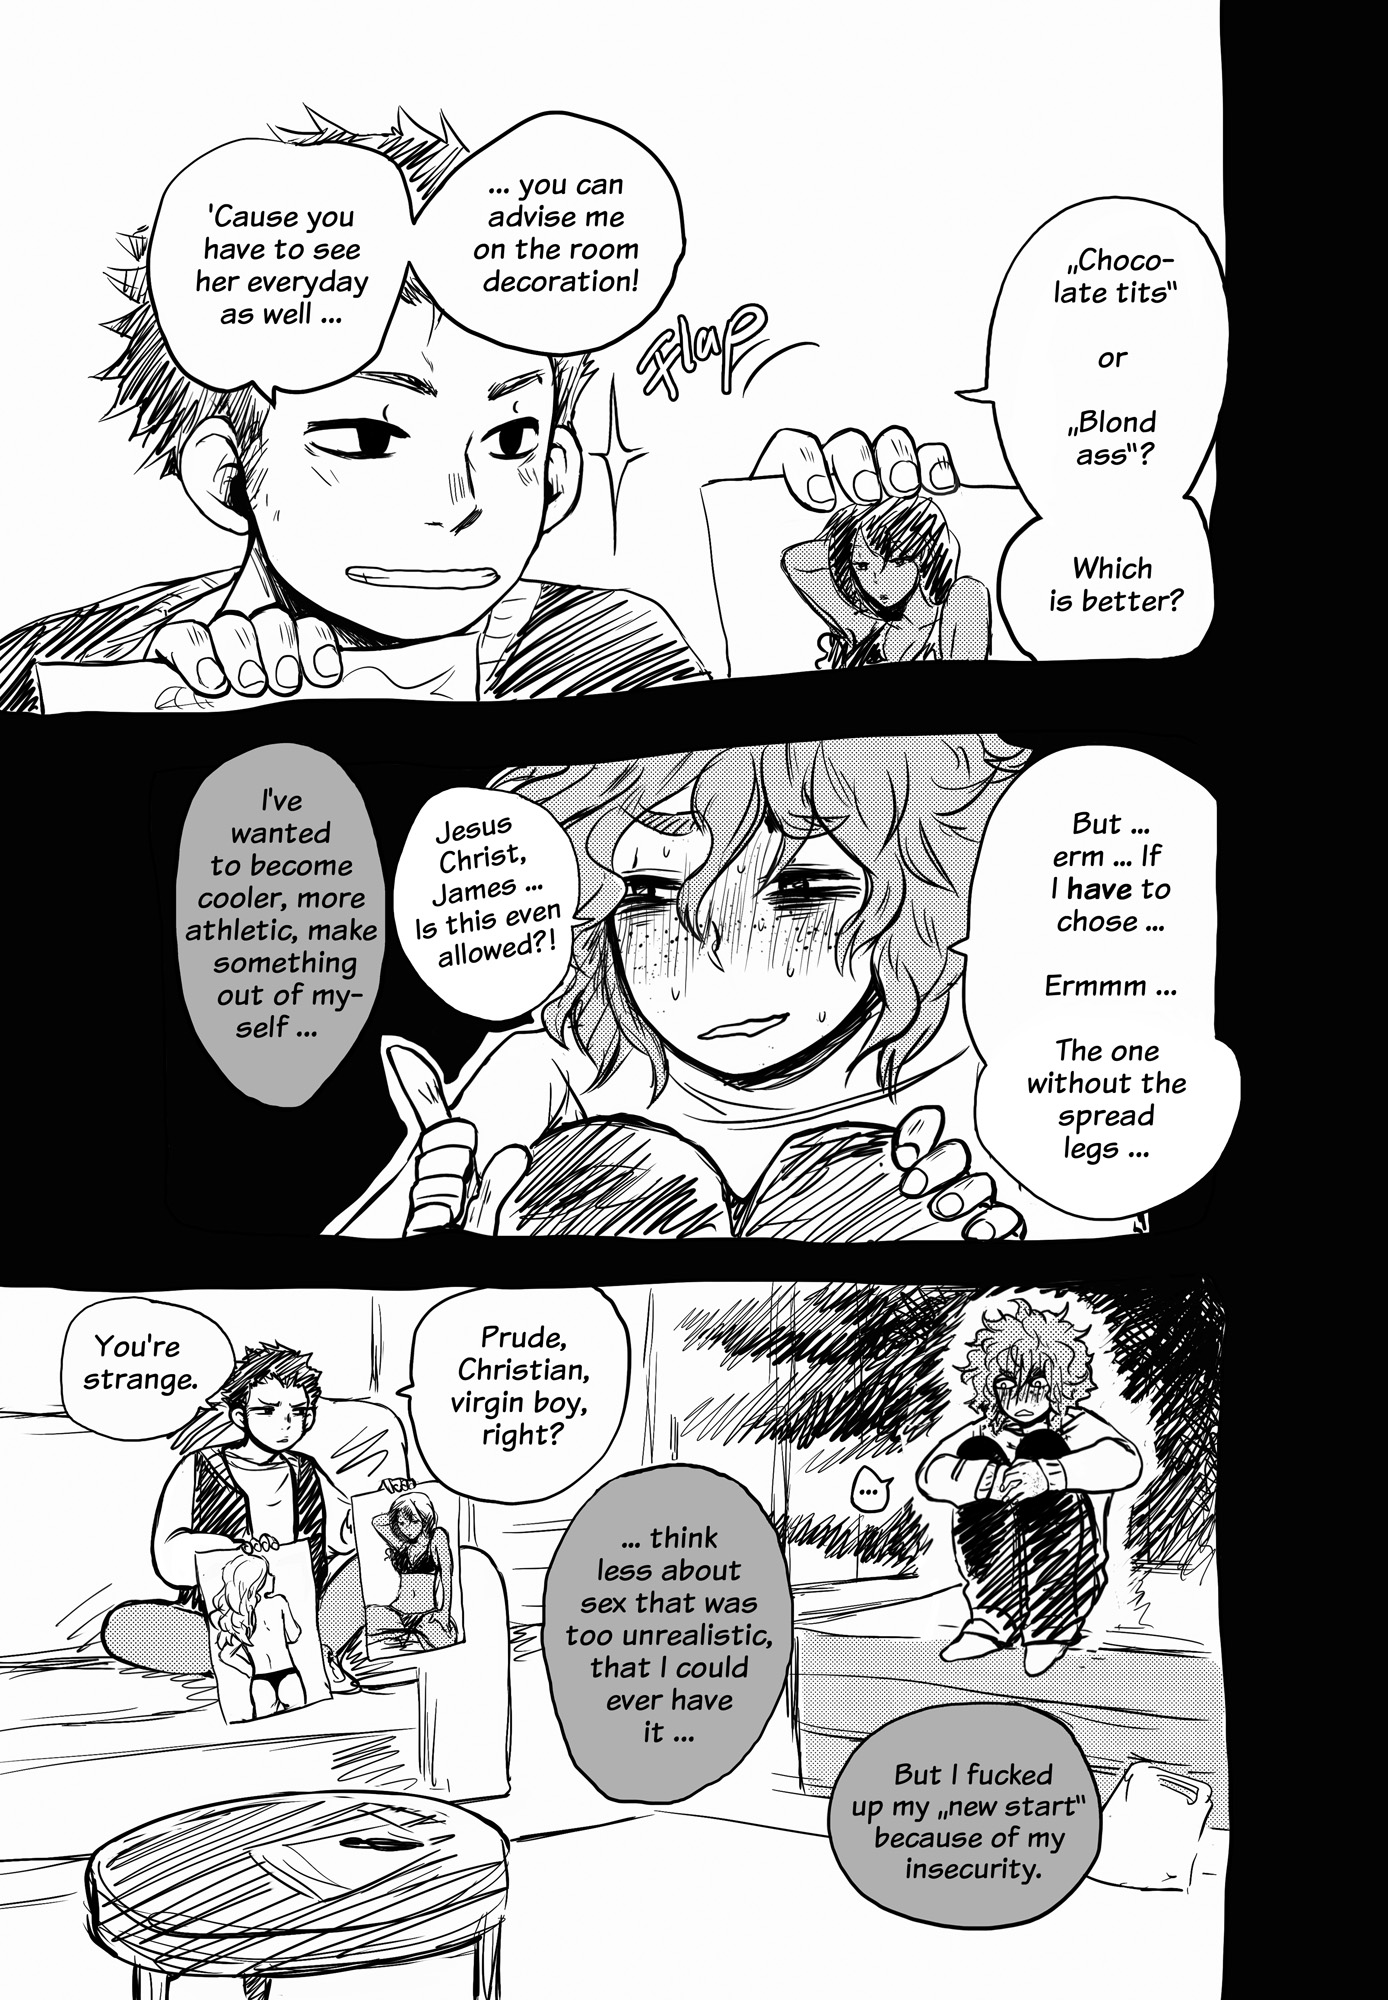 'Cause you
have to see
her everyday
as well ...
... you can
advise me
on the room
decoration!
Flap
„Choco-
late tits“
or
„Blond
ass“?
Which
is better?
I've
wanted
to become
cooler, more
athletic, make
something
out of my-
self ...
Jesus
Christ,
James ...
Is this even
allowed?!
But ...
erm ... If
I have to
chose ...
Ermmm ...
The one
without the
spread
legs ...
You're
strange.
Prude,
Christian,
virgin boy,
right?
...
... think
less about
sex that was
too unrealistic,
that I could
ever have
it ...
But I fucked
up my „new start“
because of my
insecurity.